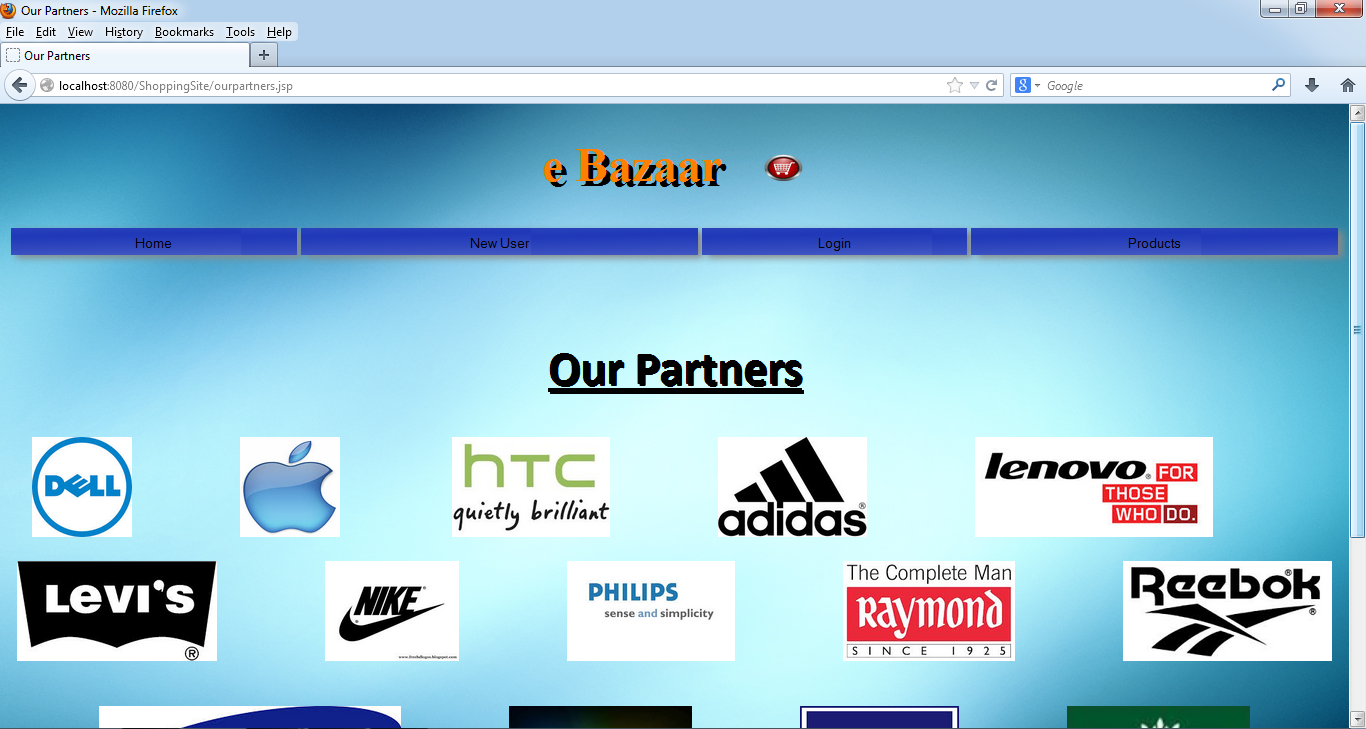 Our Partners - Mozilla Firefox
File Edit View History Bookmarks Tools Help
Our Partners
localhost:8080/ShoppingSite/ourpartners.jsp
Google
e Bazaar
Home New User Login Products
Our Partners
DELL
hTC
quietly brilliant
adidas®
lenovo® FOR
THOSE
WHO DO.
LEVI'S
®
NIKE
PHILIPS
sense and simplicity
The Complete Man
Raymond
SINCE 1925
Reebok®
®